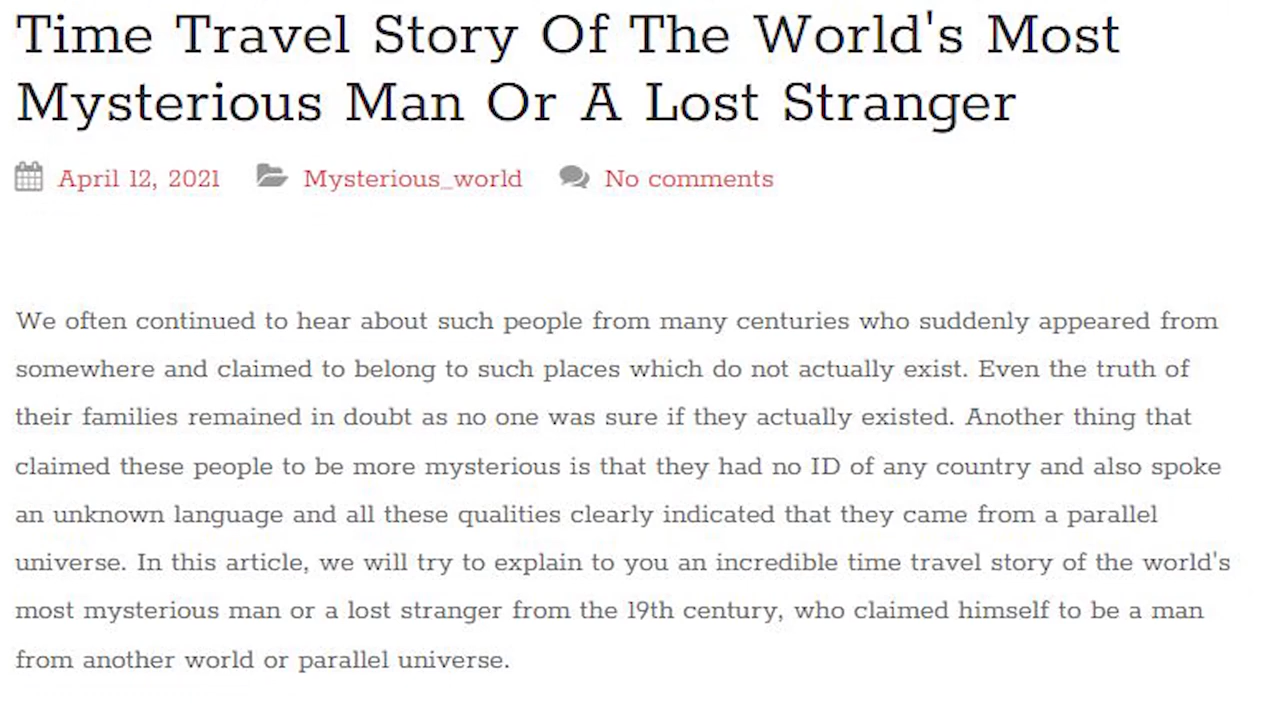 Time Travel Story Of The World's Most
Mysterious Man Or A Lost Stranger
April 12, 2021 Mysterious_world No comments
We often continued to hear about such people from many centuries who suddenly appeared from
somewhere and claimed to belong to such places which do not actually exist. Even the truth of
their families remained in doubt as no one was sure if they actually existed. Another thing that
claimed these people to be more mysterious is that they had no ID of any country and also spoke
an unknown language and all these qualities clearly indicated that they came from a parallel
universe. In this article, we will try to explain to you an incredible time travel story of the world's
most mysterious man or a lost stranger from the 19th century, who claimed himself to be a man
from another world or parallel universe.